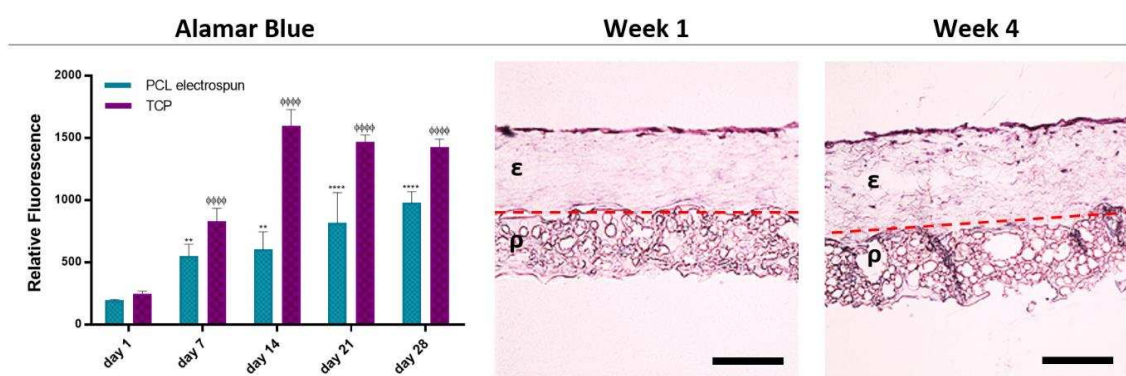 Alamar Blue
Week 1
Week 4
PCL electrospun
TCP
Relative Fluorescence
2000
1500
1000
500
0
**
ϕϕϕϕ
**
ϕϕϕϕ
****
ϕϕϕϕ
****
ϕϕϕϕ
day 1
day 7
day 14
day 21
day 28
ε
ρ
ε
ρ